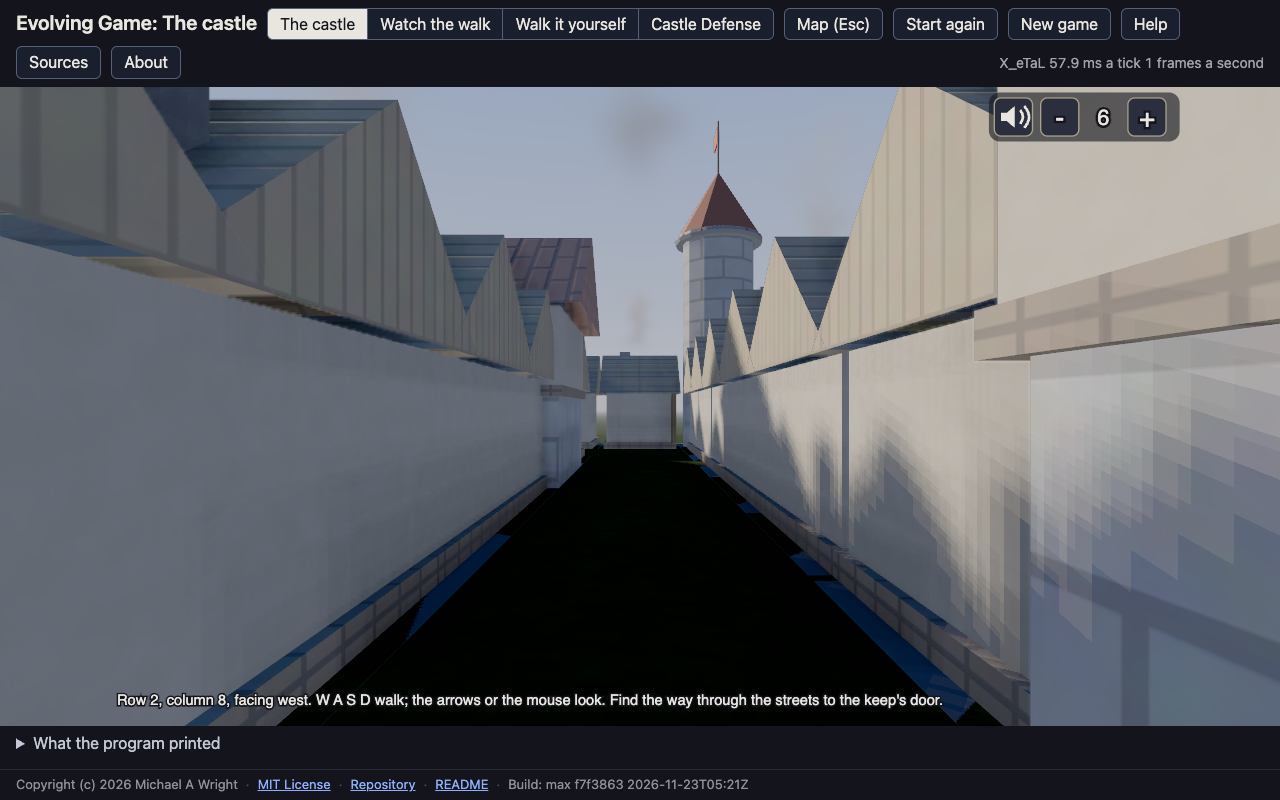 Evolving Game: The castle The castle Watch the walk Walk it yourself Castle Defense Map (Esc) Start again New game Help
Sources About X_eTaL 57.9 ms a tick 1 frames a second
- 6 +
Row 2, column 8, facing west. W A S D walk; the arrows or the mouse look. Find the way through the streets to the keep's door.
What the program printed
Copyright (c) 2026 Michael A Wright · MIT License · Repository · README · Build: max f7f3863 2026-11-23T05:21Z